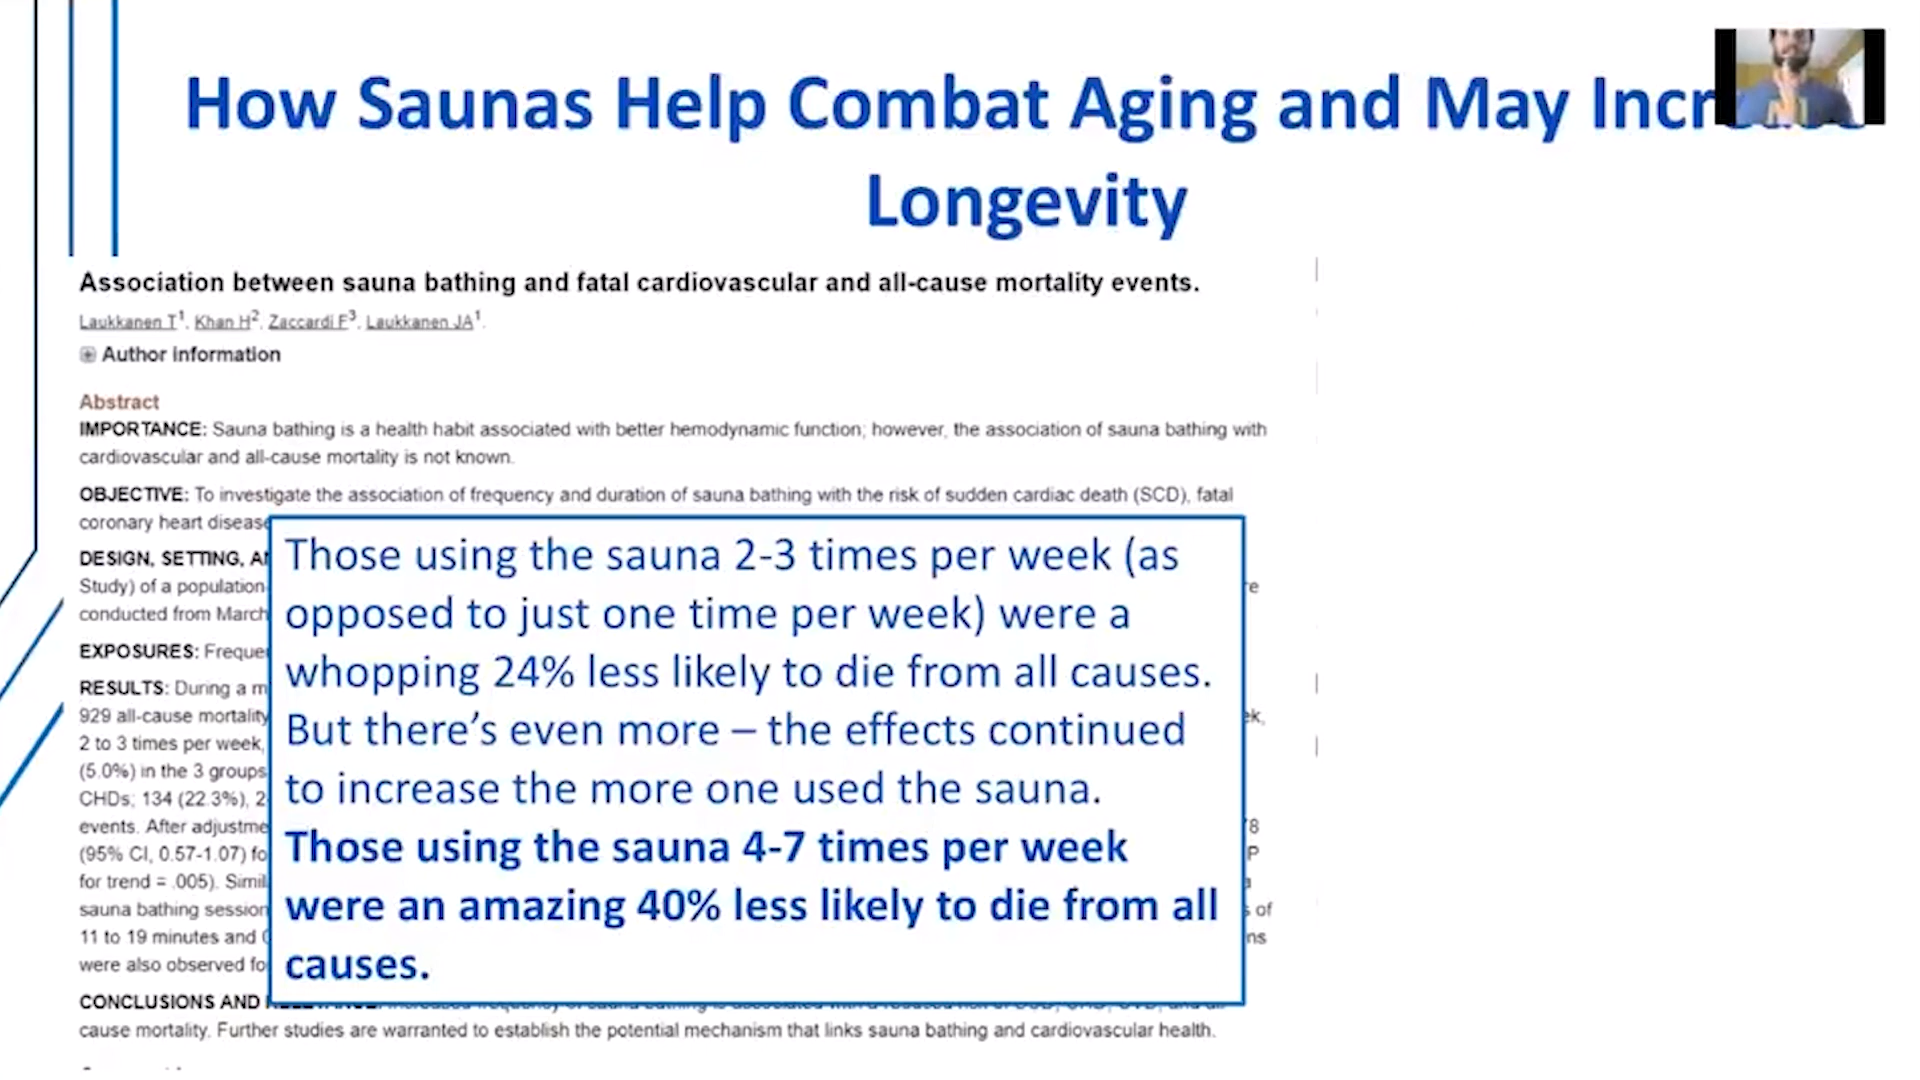 How Saunas Help Combat Aging and May Incr
Longevity
Association between sauna bathing and fatal cardiovascular and all-cause mortality events.
Laukkanen T1, Khan H2, Zaccardi F3, Laukkanen JA1.
Author information
Abstract
IMPORTANCE: Sauna bathing is a health habit associated with better hemodynamic function; however, the association of sauna bathing with
cardiovascular and all-cause mortality is not known.
OBJECTIVE: To investigate the association of frequency and duration of sauna bathing with the risk of sudden cardiac death (SCD), fatal
coronary heart disease
DESIGN, SETTING,
Study) of a population
conducted from March
EXPOSURES:
RESULTS: During a
929 all-cause mortality
2 to 3 times per week,
(5.0%) in the 3 groups
CHDs; 134 (22.3%),
events. After
(95% CI, 0.57-1.07)
for trend = .005).
sauna bathing session
11 to 19 minutes and
were also observed
Those using the sauna 2-3 times per week (as
opposed to just one time per week) were a
whopping 24% less likely to die from all causes.
But there's even more – the effects continued
to increase the more one used the sauna.
Those using the sauna 4-7 times per week
were an amazing 40% less likely to die from all
causes.
CONCLUSIONS AND
cause mortality. Further studies are warranted to establish the potential mechanism that links sauna bathing and cardiovascular health.